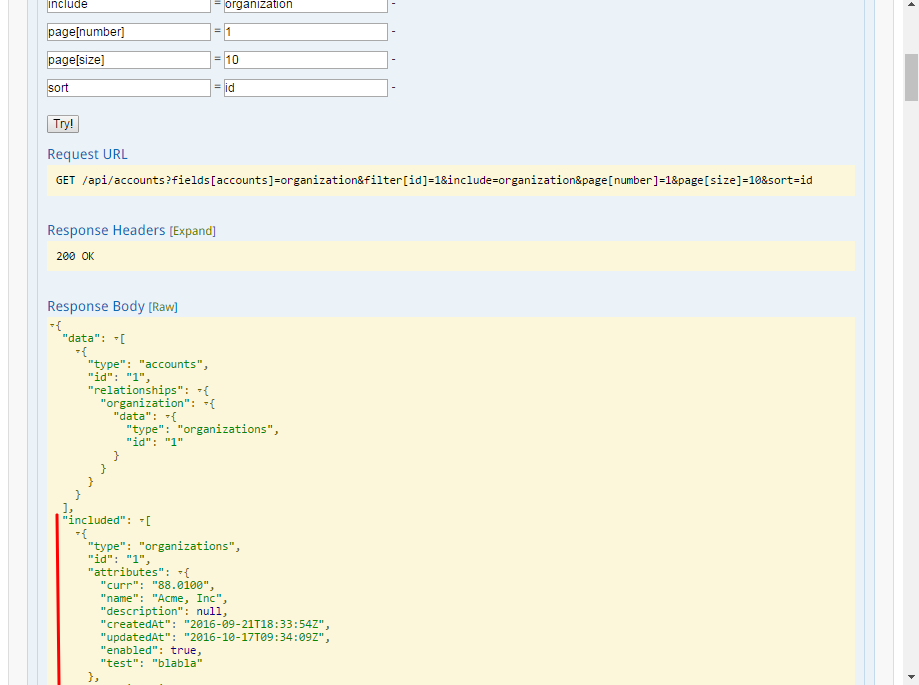 include = organization -
page[number] = 1 -
page[size] = 10 -
sort = id -
Try!
Request URL
GET /api/accounts?fields[accounts]=organization&filter[id]=1&include=organization&page[number]=1&page[size]=10&sort=id
Response Headers [Expand]
200 OK
Response Body [Raw]
{
"data": [
{
"type": "accounts",
"id": "1",
"relationships": {
"organization": {
"data": {
"type": "organizations",
"id": "1"
}
}
}
}
],
"included": [
{
"type": "organizations",
"id": "1",
"attributes": {
"curr": "88.0100",
"name": "Acme, Inc",
"description": null,
"createdAt": "2016-09-21T18:33:54Z",
"updatedAt": "2016-10-17T09:34:09Z",
"enabled": true,
"test": "blabla"
},